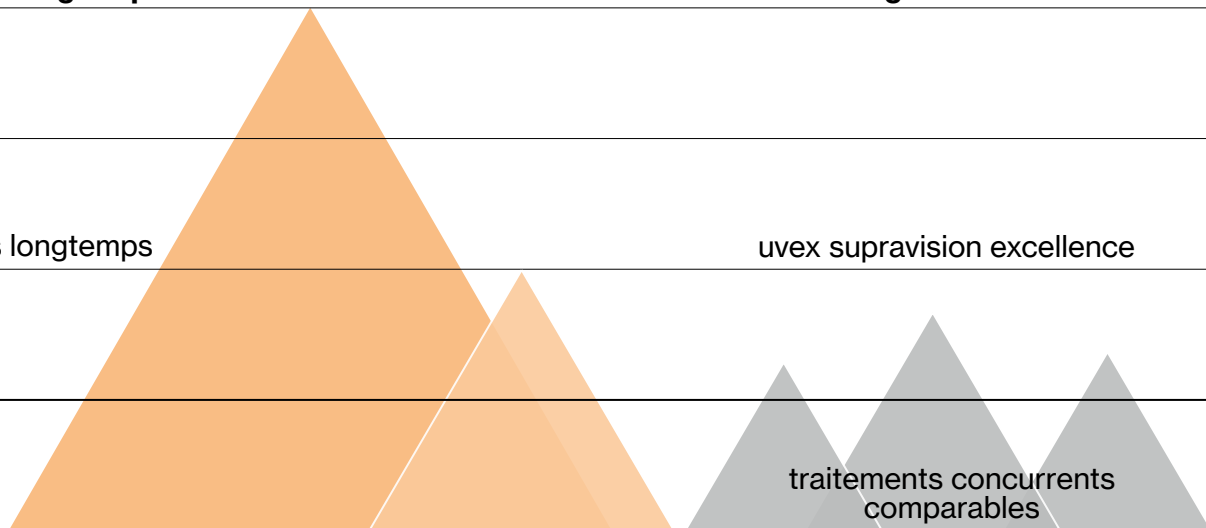 s longtemps
uvex supravision excellence
traitements concurrents
comparables